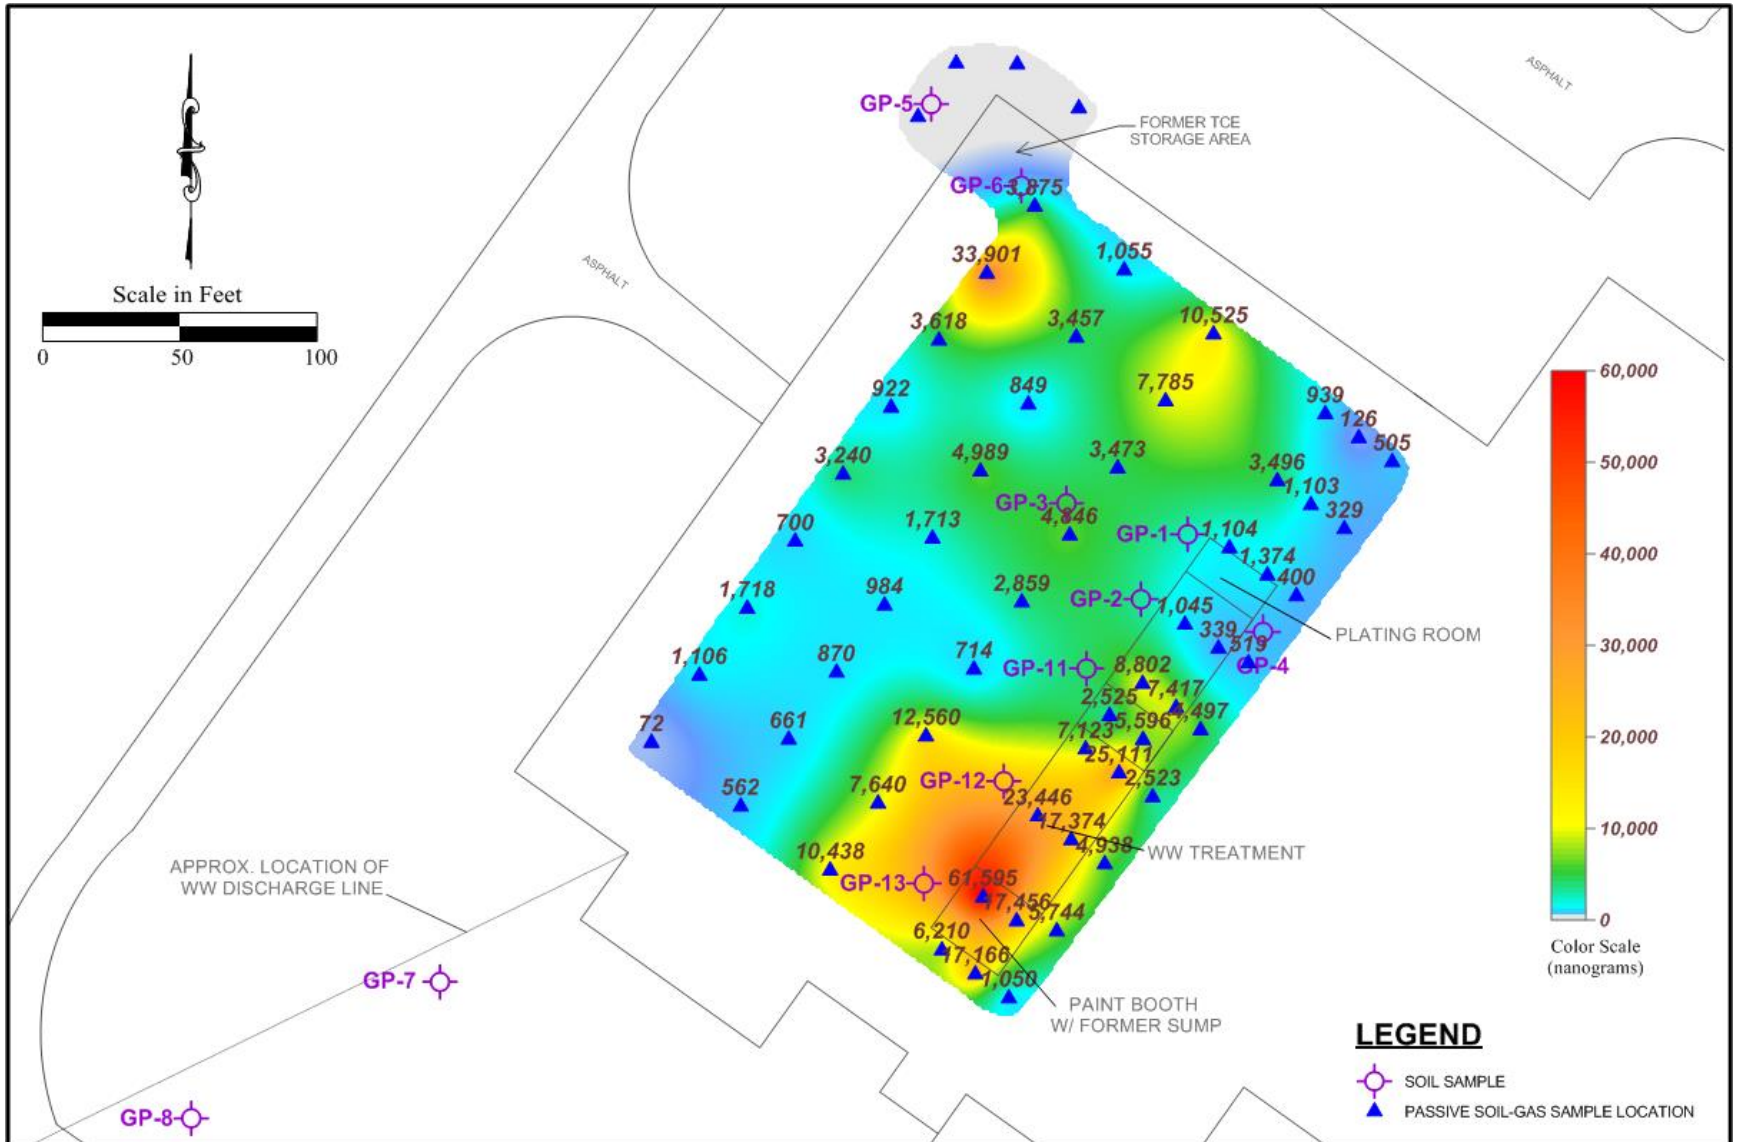 ASPHALT
GP-5
FORMER TCE
STORAGE AREA
GP-6
3,875
33,901
1,055
ASPHALT
Scale in Feet
0 50 100
3,618
3,457
10,525
922
849
7,785
939
126
505
60,000
50,000
40,000
30,000
20,000
10,000
0
Color Scale
(nanograms)
3,240
4,989
3,473
3,496
1,103
329
GP-3
4,846
GP-1
1,104
1,374
400
700
1,713
1,718
984
2,859
GP-2
1,045
339
519
GP-4
PLATING ROOM
1,106
870
714
GP-11
8,802
7,417
2,525
5,596
7,123
25,111
2,523
72
661
12,560
562
7,640
GP-12
23,446
17,374
4,938
WW TREATMENT
10,438
GP-13
61,595
17,456
6,210
17,166
1,050
APPROX. LOCATION OF
WW DISCHARGE LINE
GP-7
GP-8
PAINT BOOTH
W/ FORMER SUMP
LEGEND
SOIL SAMPLE
PASSIVE SOIL-GAS SAMPLE LOCATION